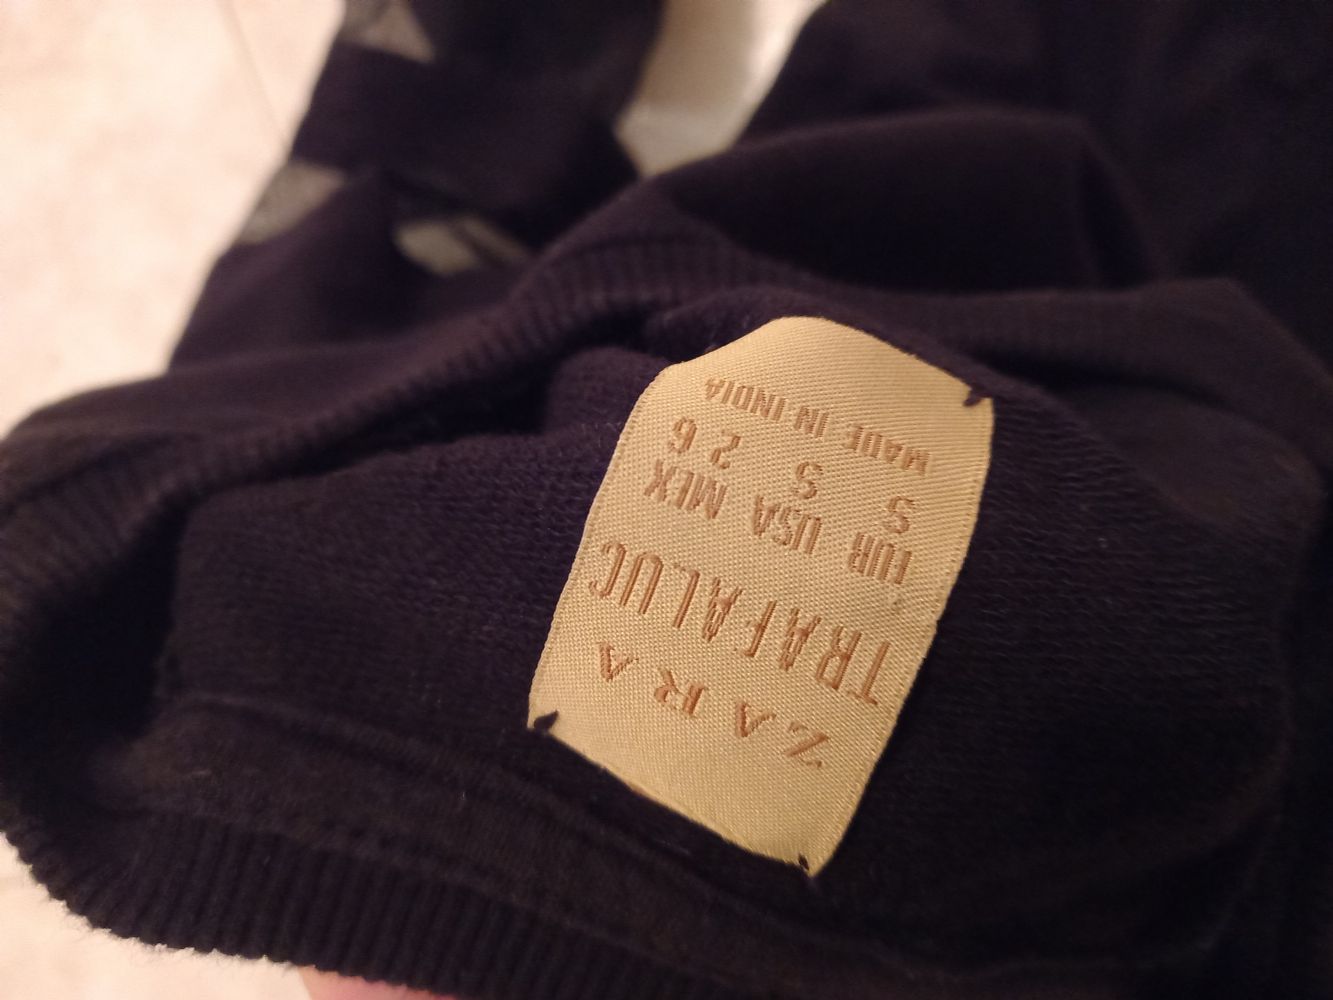 ZARA
TRAFALUC
EUR USA MEX
S S 26
MADE IN INDIA